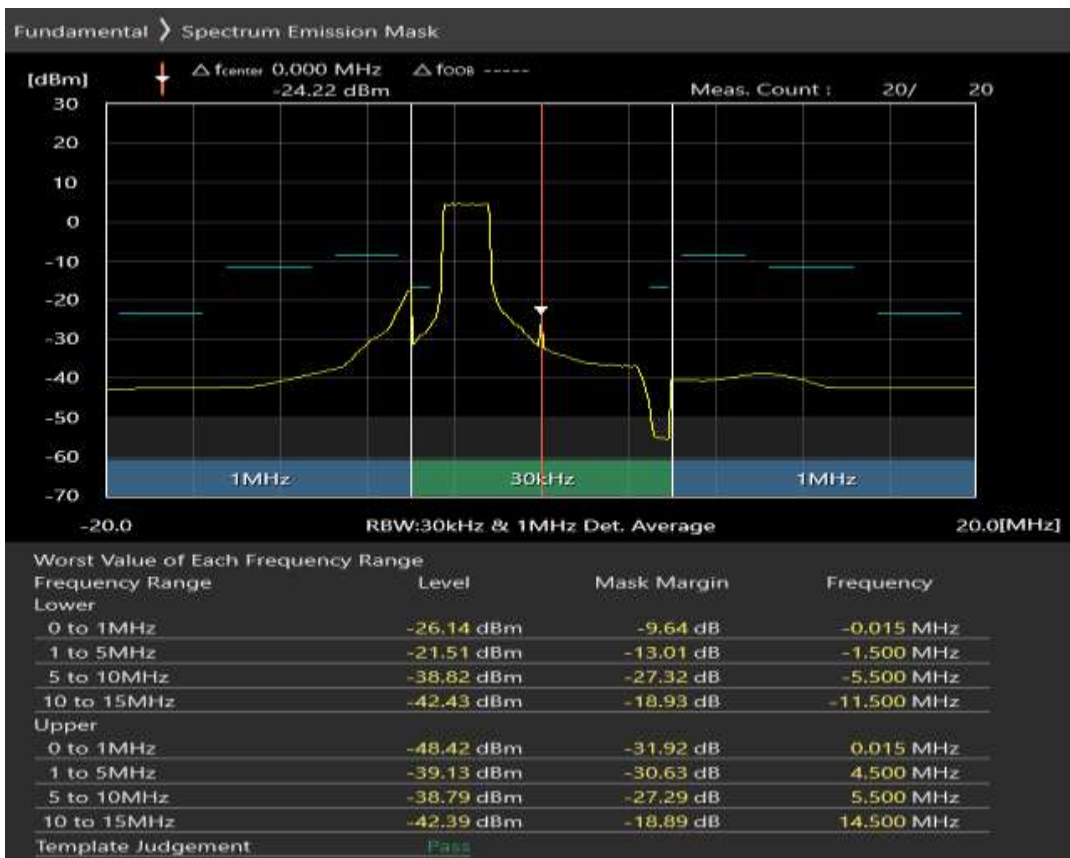 Fundamental > Spectrum Emission Mask
[dBm] △ fcenter 0.000 MHz △ fOOB -----
-24.22 dBm Meas. Count : 20/ 20
30
20
10
0
-10
-20
-30
-40
-50
-60
1MHz 30kHz 1MHz
-70
-20.0 RBW:30kHz & 1MHz Det. Average 20.0[MHz]
Worst Value of Each Frequency Range
Frequency Range Level Mask Margin Frequency
Lower
0 to 1MHz -26.14 dBm -9.64 dB -0.015 MHz
1 to 5MHz -21.51 dBm -13.01 dB -1.500 MHz
5 to 10MHz -38.82 dBm -27.32 dB -5.500 MHz
10 to 15MHz -42.43 dBm -18.93 dB -11.500 MHz
Upper
0 to 1MHz -48.42 dBm -31.92 dB 0.015 MHz
1 to 5MHz -39.13 dBm -30.63 dB 4.500 MHz
5 to 10MHz -38.79 dBm -27.29 dB 5.500 MHz
10 to 15MHz -42.39 dBm -18.89 dB 14.500 MHz
Template Judgement Pass